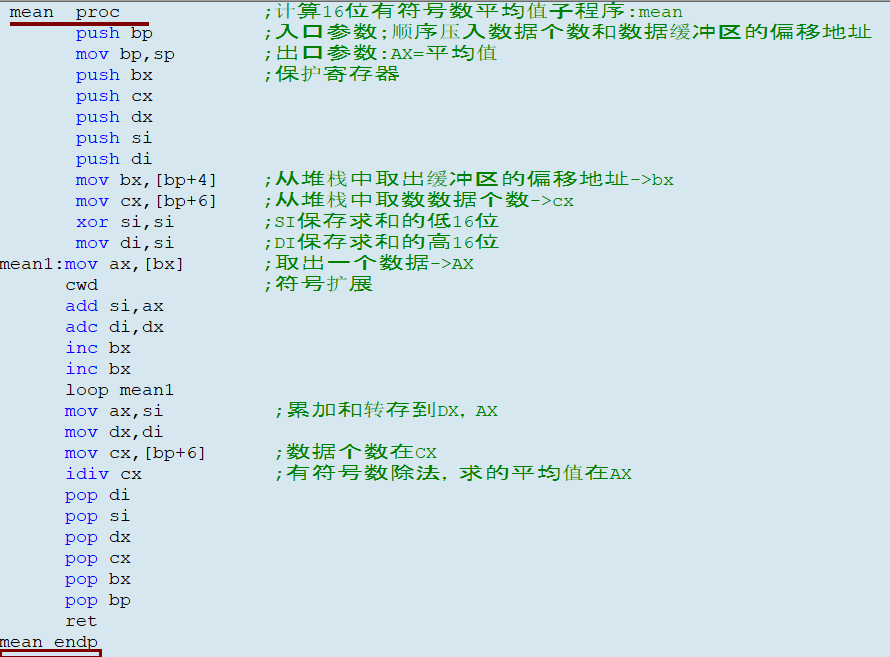 mean  proc          ;计算16位有符号数平均值子程序:mean
      push bp          ;入口参数;顺序压入数据个数和数据缓冲区的偏移地址
      mov bp,sp        ;出口参数:AX=平均值
      push bx          ;保护寄存器
      push cx
      push dx
      push si
      push di
      mov bx,[bp+4]    ;从堆栈中取出缓冲区的偏移地址->bx
      mov cx,[bp+6]    ;从堆栈中取数数据个数->cx
      xor si,si        ;SI保存求和的低16位
      mov di,si        ;DI保存求和的高16位
mean1:mov ax,[bx]      ;取出一个数据->AX
      cwd              ;符号扩展
      add si,ax
      adc di,dx
      inc bx
      inc bx
      loop mean1
      mov ax,si         ;累加和转存到DX，AX
      mov dx,di
      mov cx,[bp+6]     ;数据个数在CX
      idiv cx           ;有符号数除法，求的平均值在AX
      pop di
      pop si
      pop dx
      pop cx
      pop bx
      pop bp
      ret
mean endp